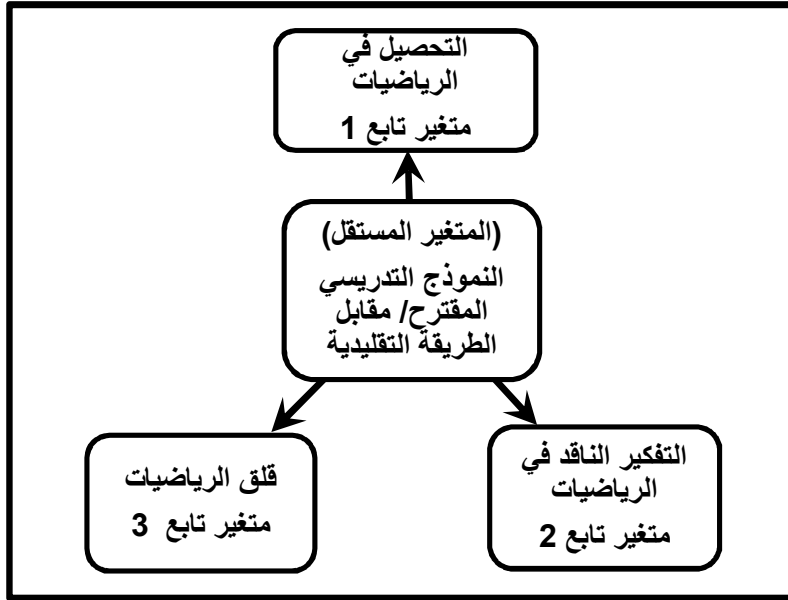 التحصيل في
الرياضيات
متغير تابع 1
(المتغير المستقل)
النموذج التدريسي
المقترح/ مقابل
الطريقة التقليدية
التفكير الناقد في
الرياضيات
متغير تابع 2
قلق الرياضيات
متغير تابع 3